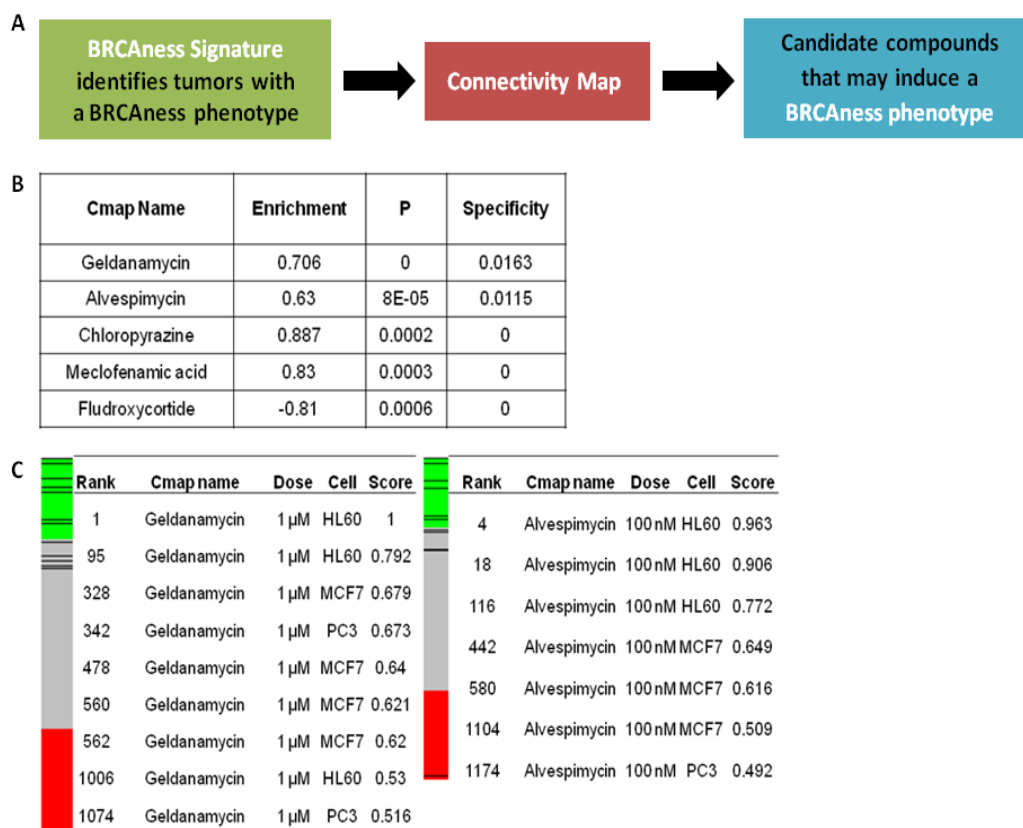 A
BRCAness Signature
identifies tumors with
a BRCAness phenotype
Connectivity Map
Candidate compounds
that may induce a
BRCAness phenotype
B
Cmap Name Enrichment P Specificity
Geldanamycin 0.706 0 0.0163
Alvespimycin 0.63 8E-05 0.0115
Chloropyrazine 0.887 0.0002 0
Meclofenamic acid 0.83 0.0003 0
Fludroxycortide -0.81 0.0006 0
C
Rank Cmap name Dose Cell Score
1 Geldanamycin 1 µM HL60 1
95 Geldanamycin 1 µM HL60 0.792
328 Geldanamycin 1 µM MCF7 0.679
342 Geldanamycin 1 µM PC3 0.673
478 Geldanamycin 1 µM MCF7 0.64
560 Geldanamycin 1 µM MCF7 0.621
562 Geldanamycin 1 µM MCF7 0.62
1006 Geldanamycin 1 µM HL60 0.53
1074 Geldanamycin 1 µM PC3 0.516
Rank Cmap name Dose Cell Score
4 Alvespimycin 100 nM HL60 0.963
18 Alvespimycin 100 nM HL60 0.906
116 Alvespimycin 100 nM HL60 0.772
442 Alvespimycin 100 nM MCF7 0.649
580 Alvespimycin 100 nM MCF7 0.616
1104 Alvespimycin 100 nM MCF7 0.509
1174 Alvespimycin 100 nM PC3 0.492